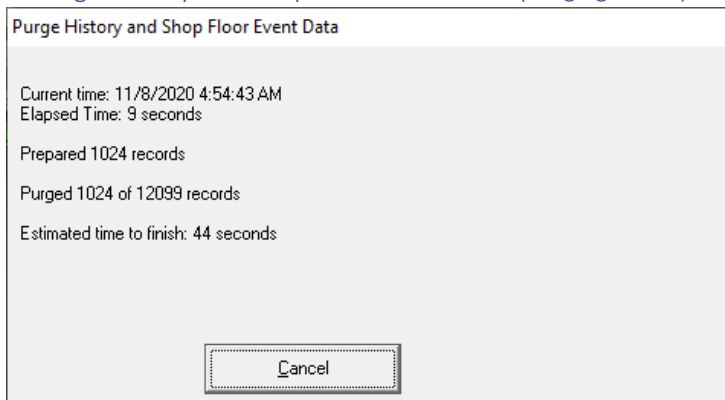 Purge History and Shop Floor Event Data
Current time: 11/8/2020 4:54:43 AM
Elapsed Time: 9 seconds
Prepared 1024 records
Purged 1024 of 12099 records
Estimated time to finish: 44 seconds
Cancel